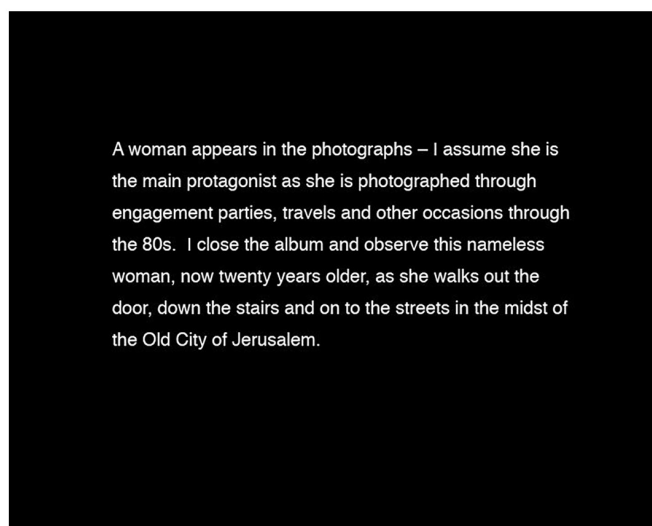 A woman appears in the photographs – I assume she is
the main protagonist as she is photographed through
engagement parties, travels and other occasions through
the 80s.  I close the album and observe this nameless
woman, now twenty years older, as she walks out the
door, down the stairs and on to the streets in the midst of
the Old City of Jerusalem.